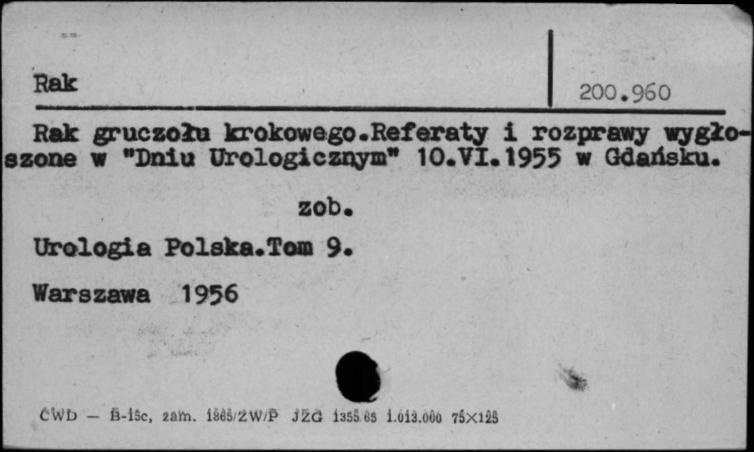 Rak
200.960
Rak gruczołu krokowego.Referaty i rozprawy wygło-
szone w "Dniu Urologicznym" 10.VI.1955 w Gdańsku.
zob.
Urologia Polska.Tom 9.
Warszawa 1956
CWD — B-15c, zam. 1865/ZW/P JZG 1355 65 1.013.000 75×125